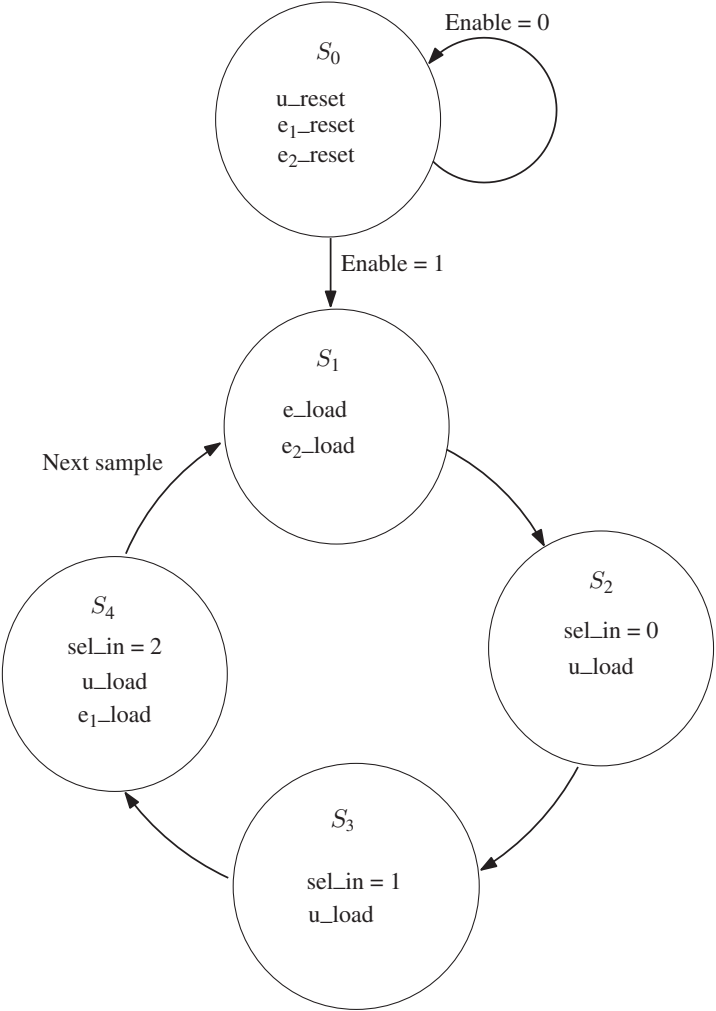 Enable = 0
S₀
u_reset
e₁_reset
e₂_reset
Enable = 1
S₁
e_load
e₂_load
Next sample
S₂
sel_in = 0
u_load
S₄
sel_in = 2
u_load
e₁_load
S₃
sel_in = 1
u_load